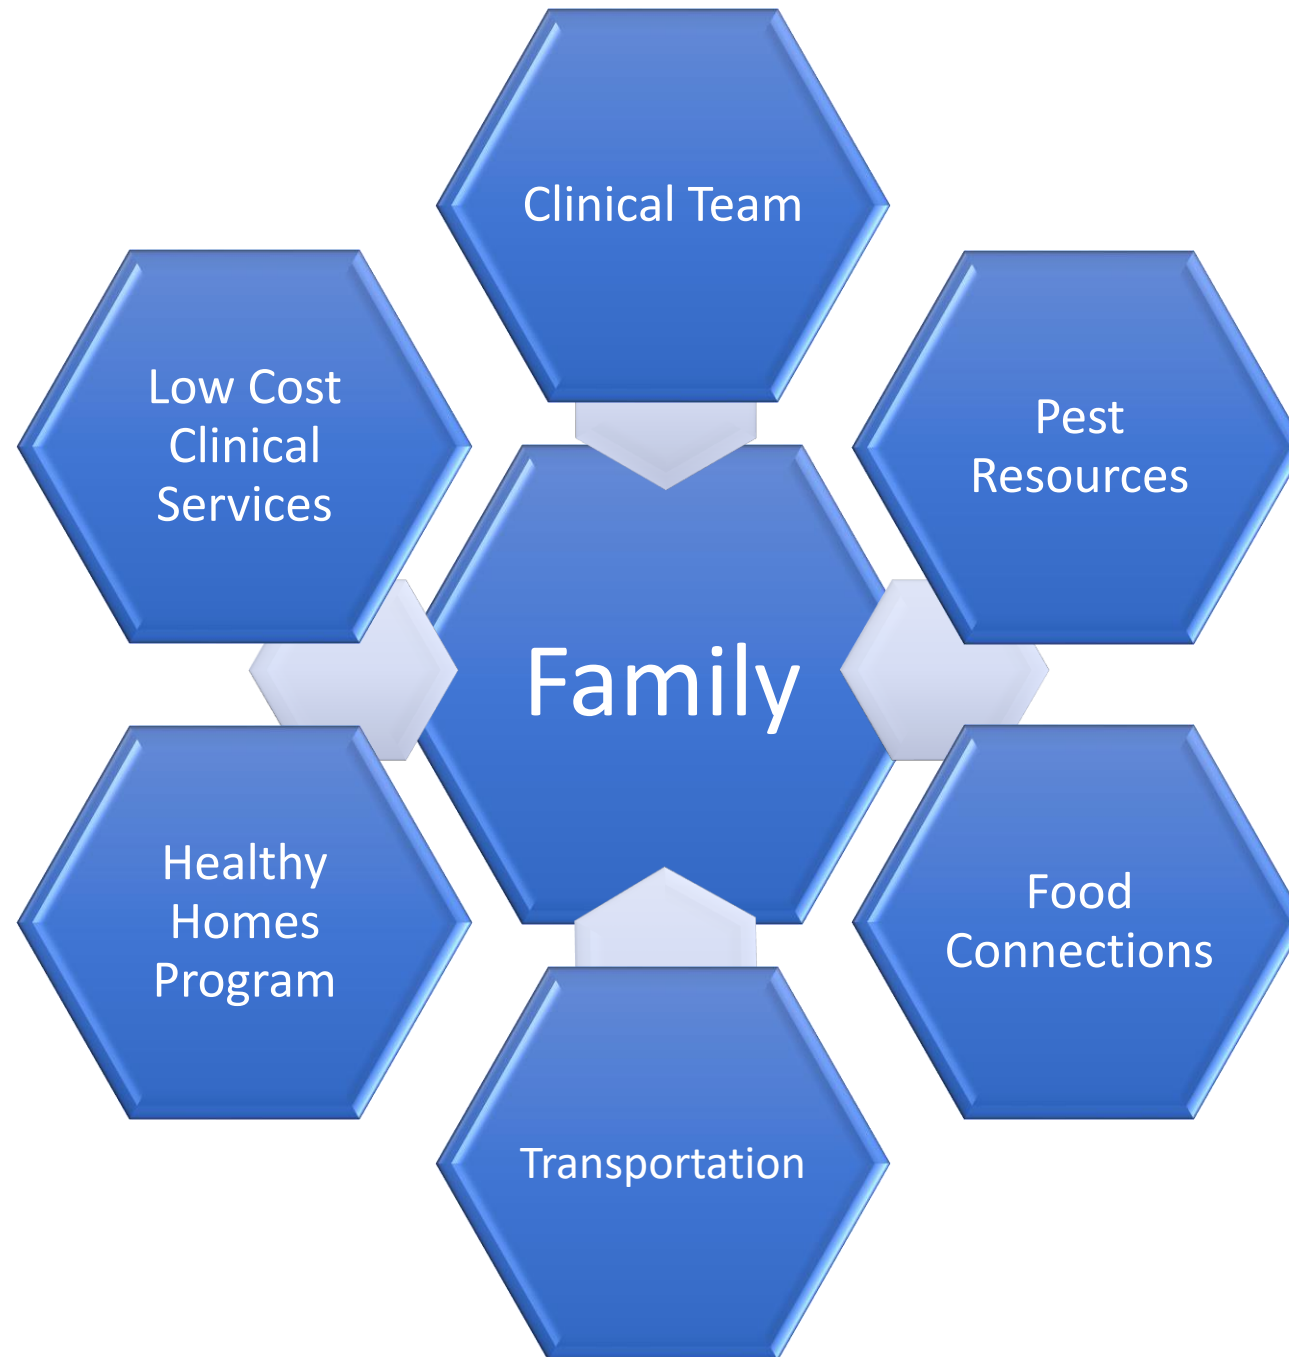 Clinical Team
Low Cost
Clinical
Services
Pest
Resources
Family
Healthy
Homes
Program
Food
Connections
Transportation